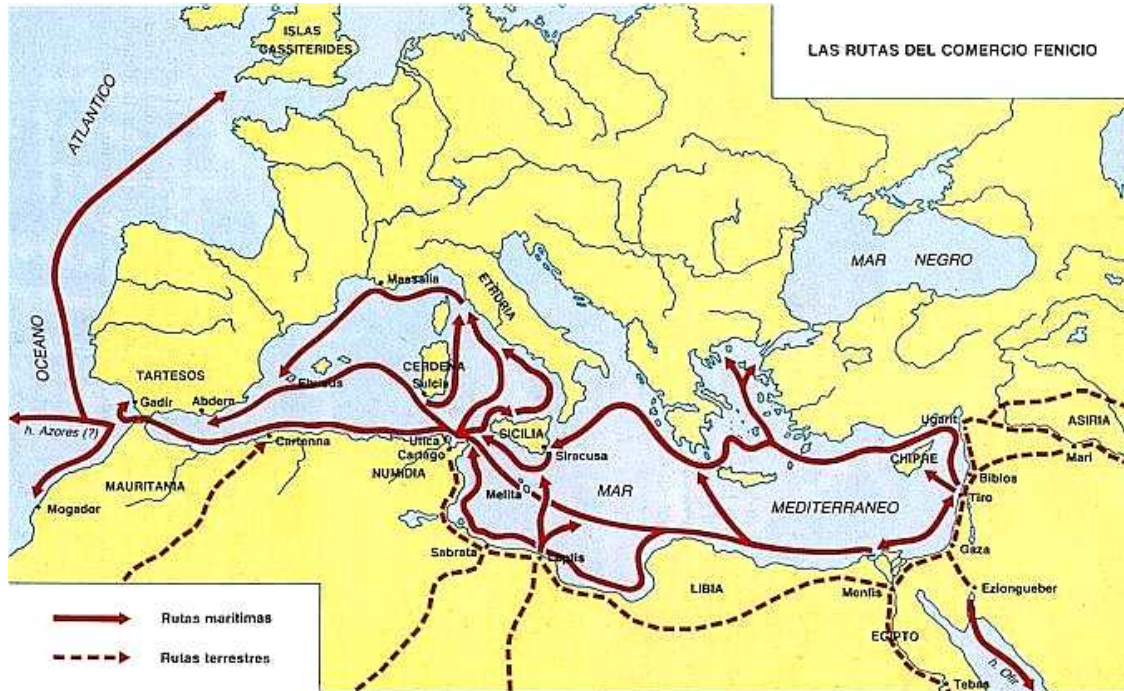 ISLAS
CASSITERIDES
LAS RUTAS DEL COMERCIO FENICIO
ATLANTICO
OCEANO
MAR NEGRO
Massalia
ETRURIA
CERDEÑA
Sulcis
TARTESOS
Gadir
Abdera
Ebusus
h. Azores (?)
Cartenna
Utica
Cartago
NUMIDIA
SICILIA
Siracusa
Ugarit
ASIRIA
CHIPRE
Mari
Biblos
Tiro
MAURITANIA
Mogador
Melita
MAR
MEDITERRANEO
Sabrata
Leptis
LIBIA
Gaza
Menfis
Eziongueber
EGIPTO
h. Ofir
Tebas
Rutas marítimas
Rutas terrestres